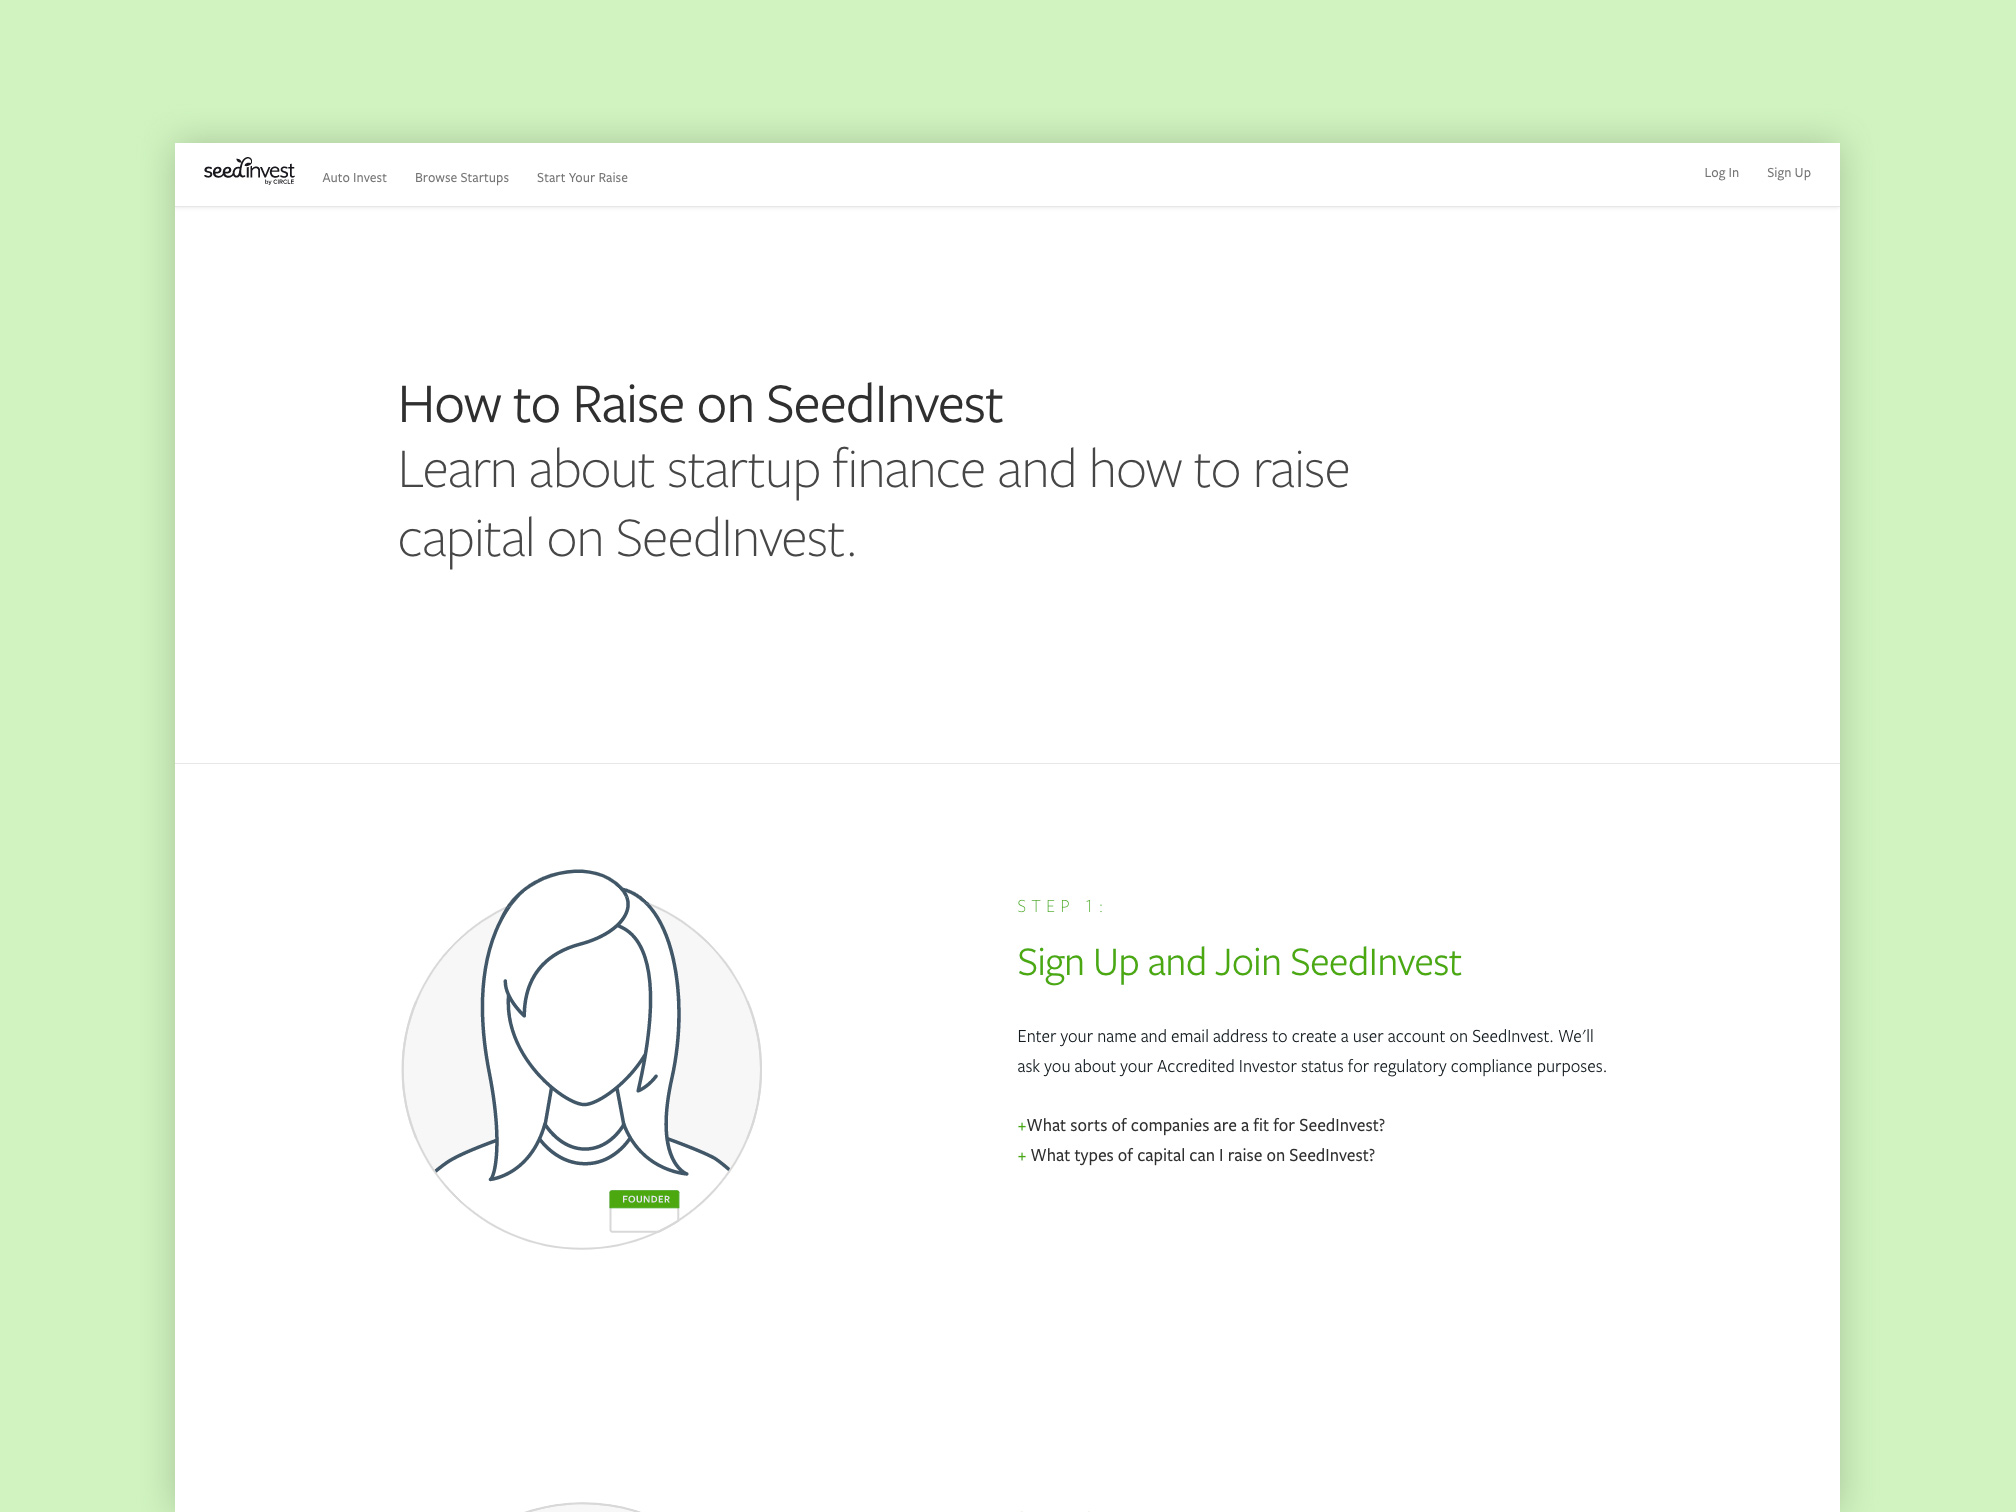 seedinvest
by CIRCLE
Auto Invest
Browse Startups
Start Your Raise
Log In
Sign Up
How to Raise on SeedInvest
Learn about startup finance and how to raise
capital on SeedInvest.
STEP 1:
Sign Up and Join SeedInvest
Enter your name and email address to create a user account on SeedInvest. We'll
ask you about your Accredited Investor status for regulatory compliance purposes.
+What sorts of companies are a fit for SeedInvest?
+ What types of capital can I raise on SeedInvest?
FOUNDER